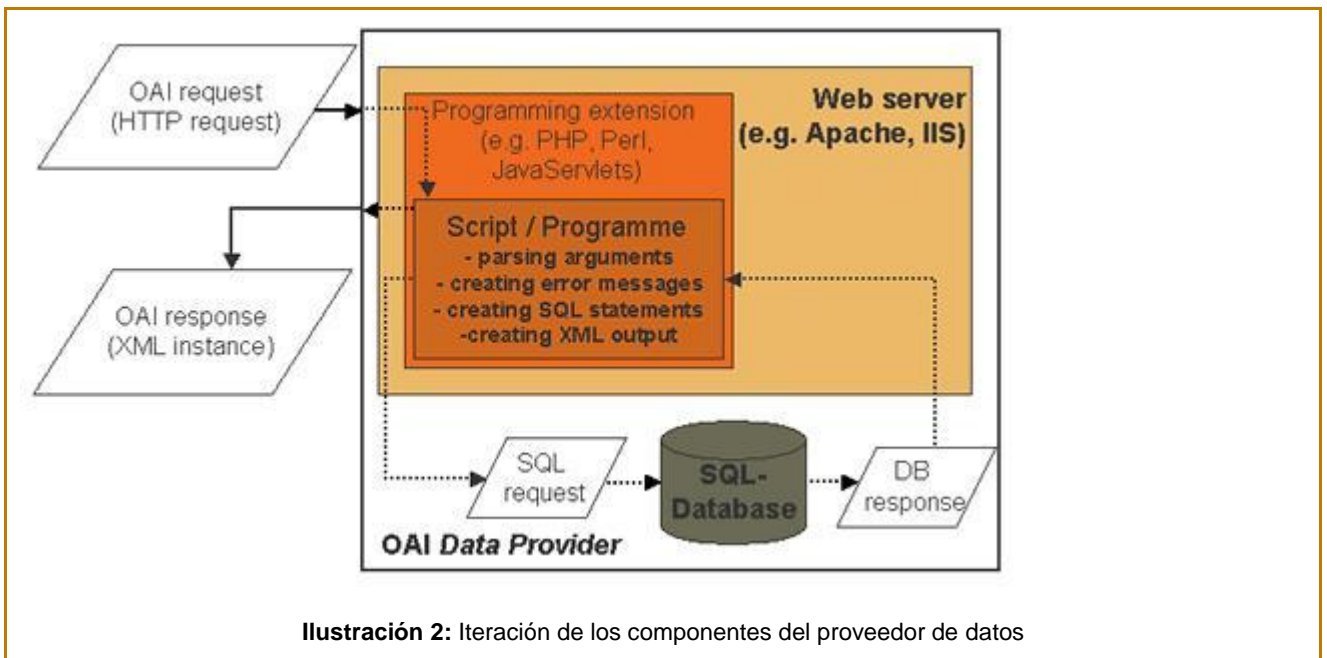 OAI request
(HTTP request)
Programming extension
(e.g. PHP, Perl,
JavaServlets)
Web server
(e.g. Apache, IIS)
Script / Programme
- parsing arguments
- creating error messages
- creating SQL statements
-creating XML output
OAI response
(XML instance)
SQL
request
SQL-
Database
DB
response
OAI Data Provider
Ilustración 2: Iteración de los componentes del proveedor de datos